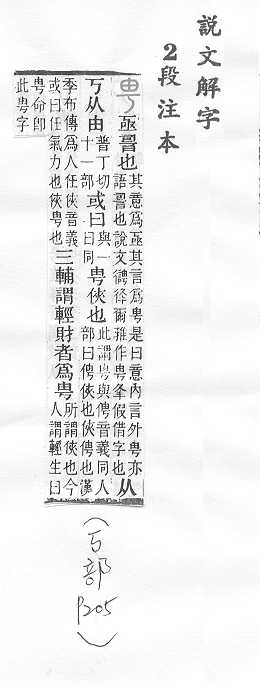 說文解字
2段注本
甹 亟䛐也其意爲亟其言爲甹是曰意內言外甹亦語䛐也說文爾雅作甹夆假借字也从
丂从由普丁切十一部或曰與一曰同甹俠也此謂甹與俜音義同人部曰俜俠也俠俜也漢
季布傳爲人任俠音義或曰任氣力也俠甹也三輔謂輕財者爲甹所謂俠也今人謂輕生曰
甹命卽此甹字
（丂部 P205）